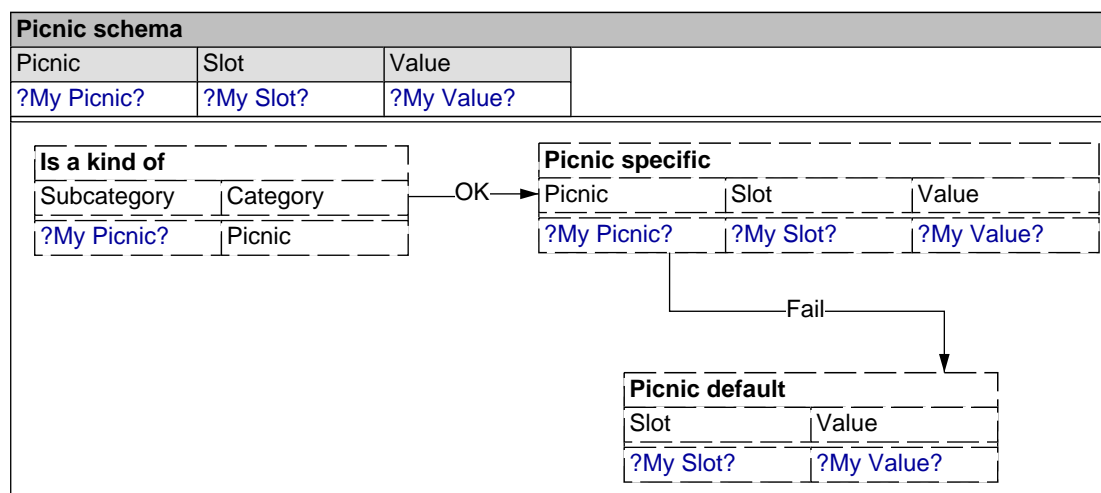 Picnic schema
Picnic Slot Value
?My Picnic? ?My Slot? ?My Value?
Is a kind of
Subcategory Category
?My Picnic? Picnic
OK
Picnic specific
Picnic Slot Value
?My Picnic? ?My Slot? ?My Value?
Fail
Picnic default
Slot Value
?My Slot? ?My Value?